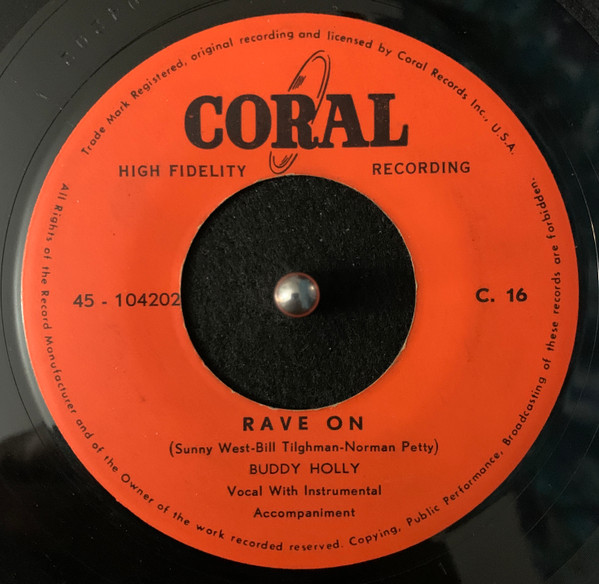 Trade Mark Registered, original recording and licensed by Coral Records Inc., U.S.A.
CORAL
HIGH FIDELITY RECORDING
45 - 104202 C. 16
RAVE ON
(Sunny West-Bill Tilghman-Norman Petty)
BUDDY HOLLY
Vocal With Instrumental
Accompaniment
All Rights of the Record Manufacturer and of the Owner of the work recorded reserved. Copying, Public Performance, Broadcasting of these records are forbidden.